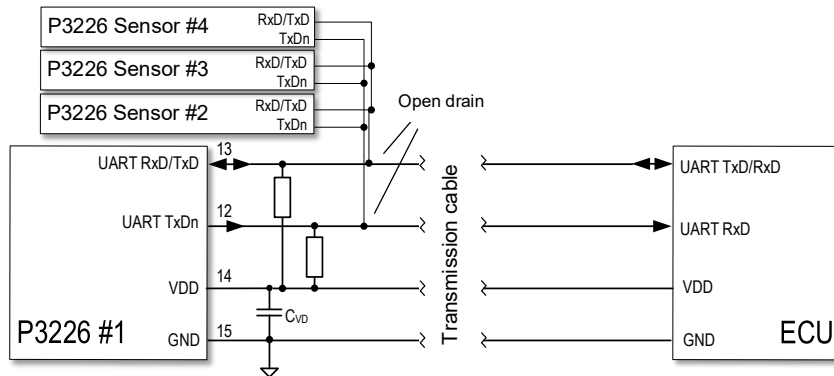 P3226 Sensor #4
RxD/TxD
TxDn
P3226 Sensor #3
RxD/TxD
TxDn
P3226 Sensor #2
RxD/TxD
TxDn
Open drain
UART RxD/TxD
13
UART TxD/RxD
UART TxDn
12
UART RxD
VDD
14
VDD
CVD
P3226 #1
GND
15
Transmission cable
GND
ECU